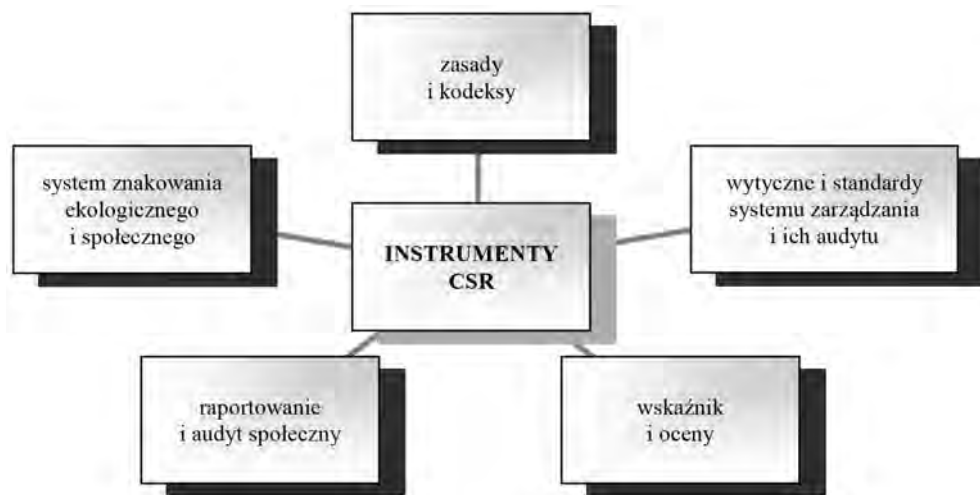 zasady
i kodeksy
system znakowania
ekologicznego
i społecznego
wytyczne i standardy
systemu zarządzania
i ich audytu
INSTRUMENTY
CSR
raportowanie
i audyt społeczny
wskaźnik
i oceny